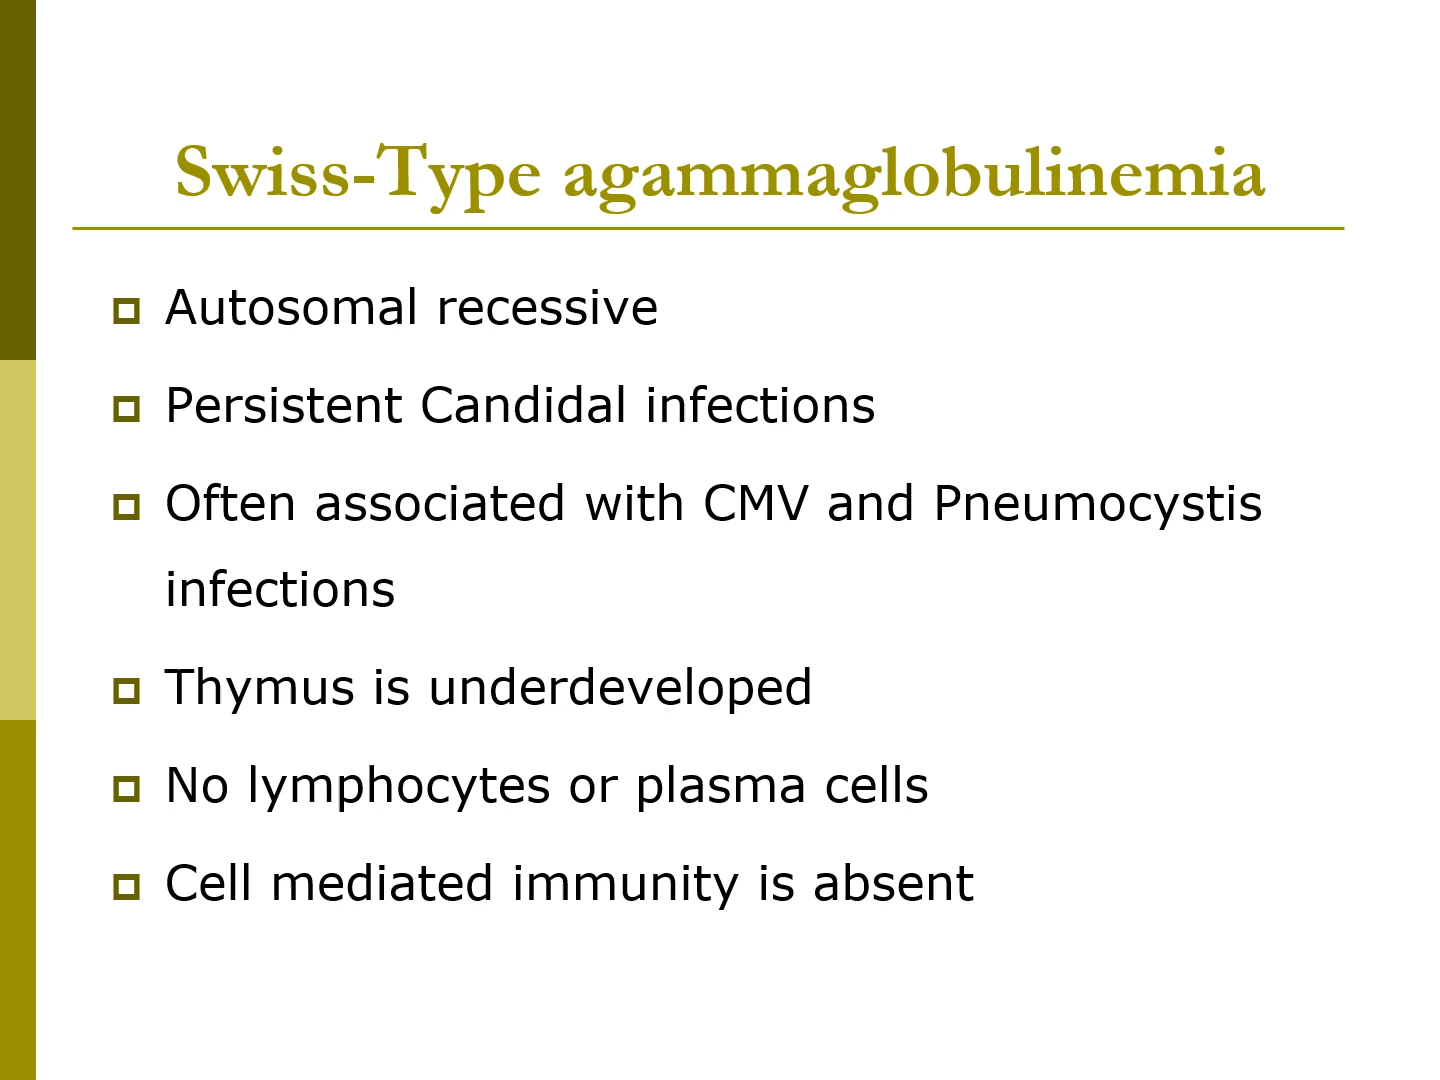 Swiss-Type agammaglobulinemia
Autosomal recessive
Persistent Candidal infections
Often associated with CMV and Pneumocystis
infections
Thymus is underdeveloped
No lymphocytes or plasma cells
Cell mediated immunity is absent